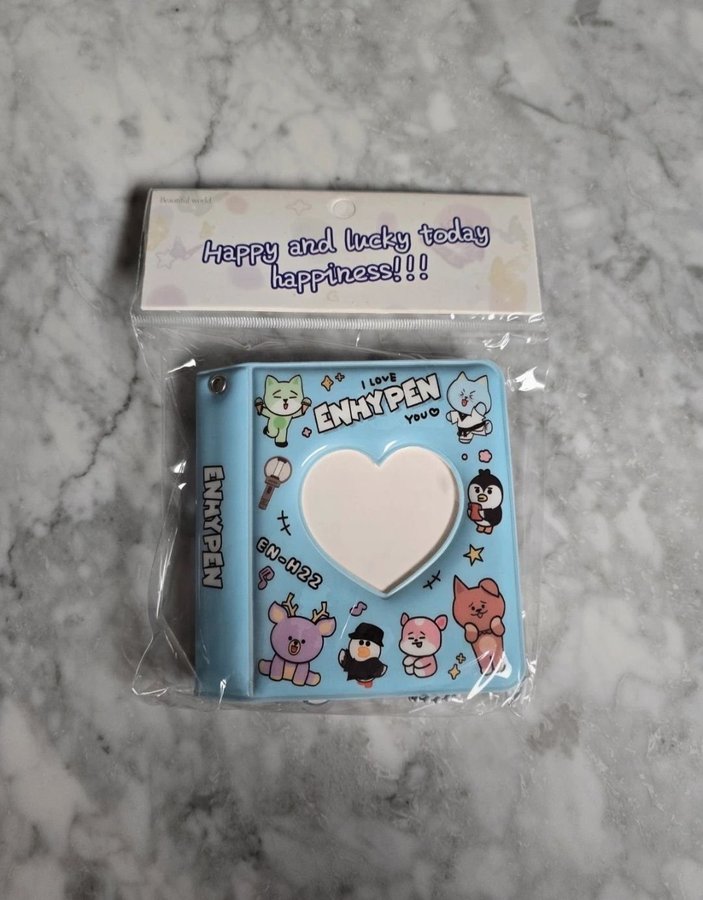 Beautiful world
Happy and lucky today
happiness!!!
I LOVE
ENHYPEN
YOU
ENHYPEN
EN-H22